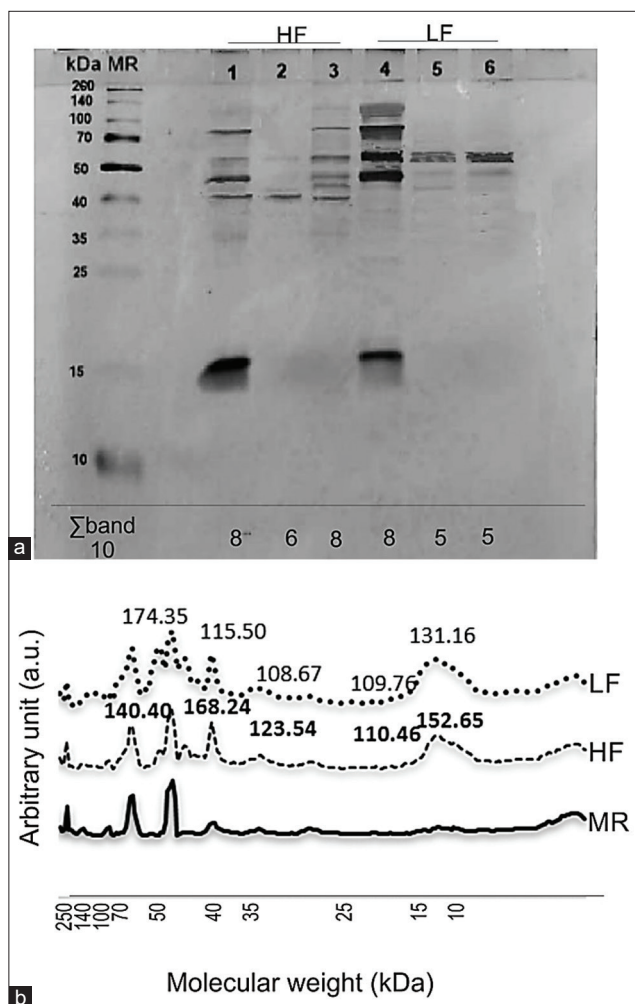 HF LF
kDa MR 1 2 3 4 5 6
260
140
100
70
50
40
35
25
15
10
∑band
10 8 6 8 8 5 5
a
174.35 115.50 131.16
108.67 109.76 LF
140.40 168.24 123.54 110.46 152.65
HF
MR
Arbitrary unit (a.u.)
250 140 100 70 50 40 35 25 15 10
Molecular weight (kDa)
b